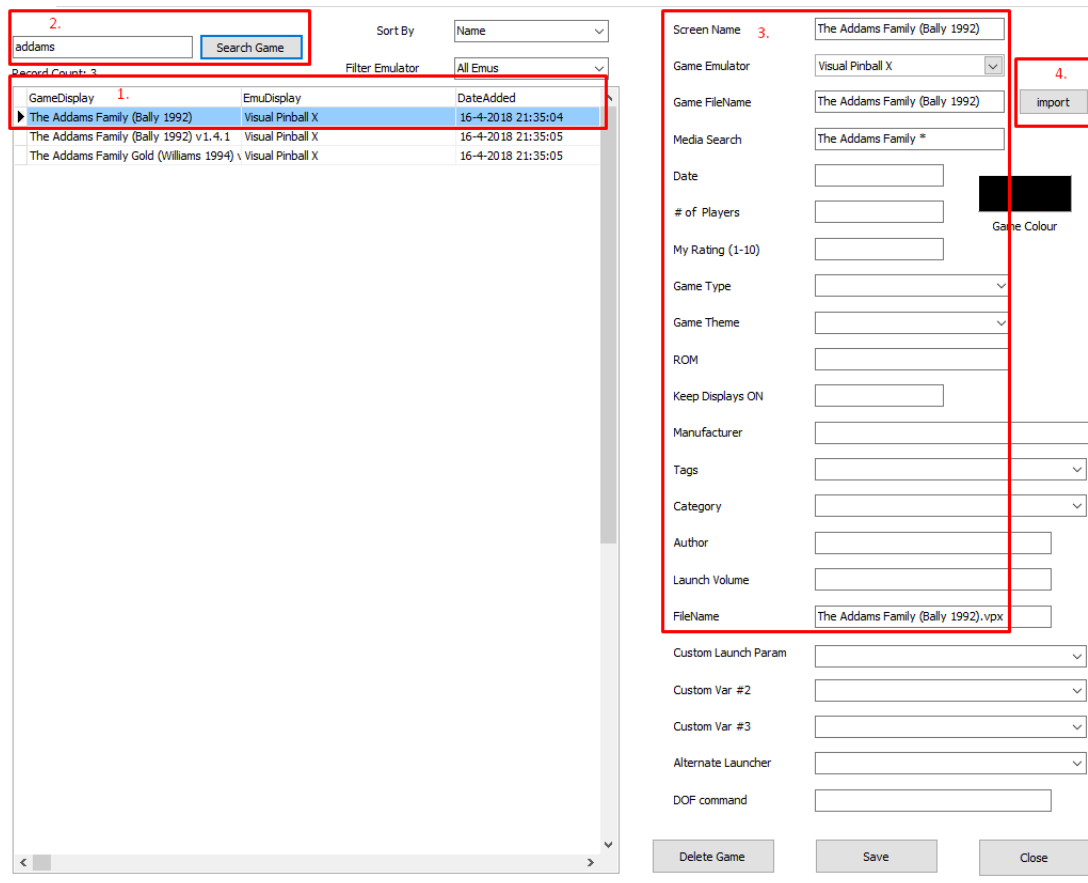 2.
addams
Search Game
Record Count: 3
Sort By
Name
Filter Emulator
All Emus
1.
GameDisplay EmuDisplay DateAdded
The Addams Family (Bally 1992) Visual Pinball X 16-4-2018 21:35:04
The Addams Family (Bally 1992) v1.4.1 Visual Pinball X 16-4-2018 21:35:05
The Addams Family Gold (Williams 1994) v Visual Pinball X 16-4-2018 21:35:05
3.
Screen Name The Addams Family (Bally 1992)
Game Emulator Visual Pinball X
Game FileName The Addams Family (Bally 1992)
Media Search The Addams Family *
Date
# of Players
My Rating (1-10)
Game Type
Game Theme
ROM
Keep Displays ON
Manufacturer
Tags
Category
Author
Launch Volume
FileName The Addams Family (Bally 1992).vpx
Custom Launch Param
Custom Var #2
Custom Var #3
Alternate Launcher
DOF command
4.
import
Game Colour
Delete Game
Save
Close